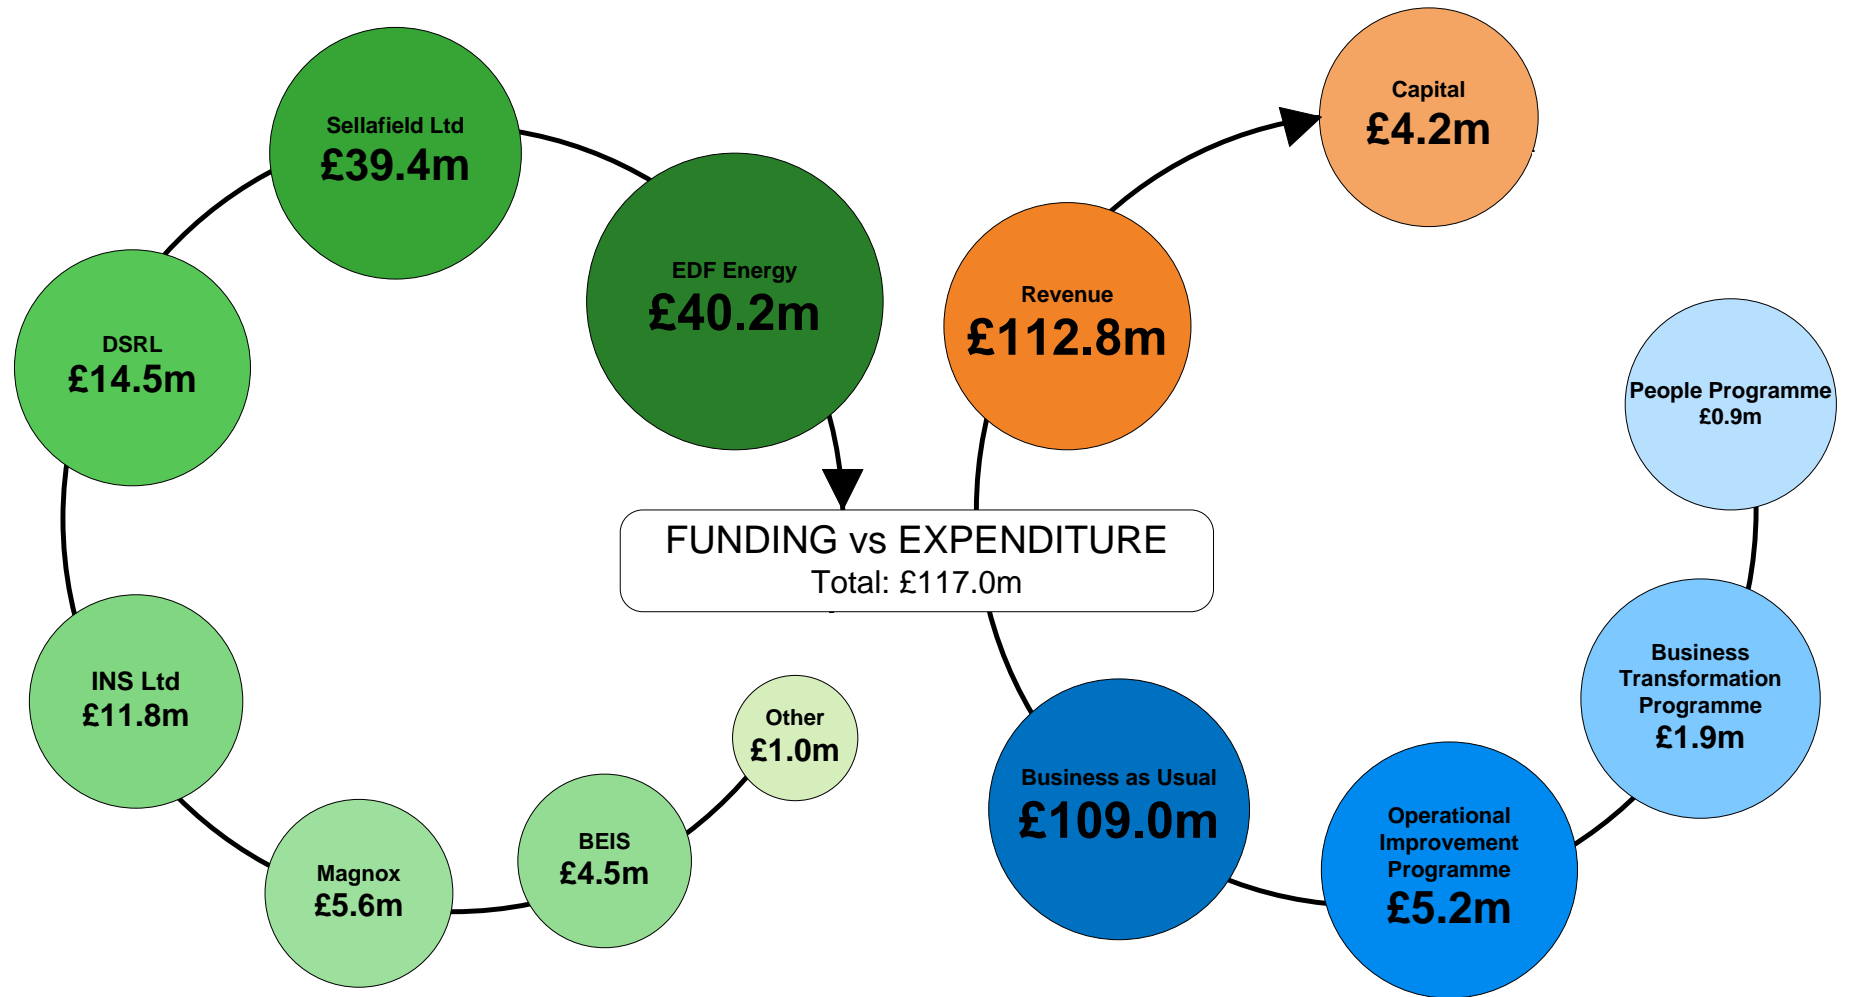 Sellafield Ltd
£39.4m
EDF Energy
£40.2m
DSRL
£14.5m
INS Ltd
£11.8m
Magnox
£5.6m
BEIS
£4.5m
Other
£1.0m
FUNDING vs EXPENDITURE
Total: £117.0m
Capital
£4.2m
Revenue
£112.8m
People Programme
£0.9m
Business
Transformation
Programme
£1.9m
Operational
Improvement
Programme
£5.2m
Business as Usual
£109.0m